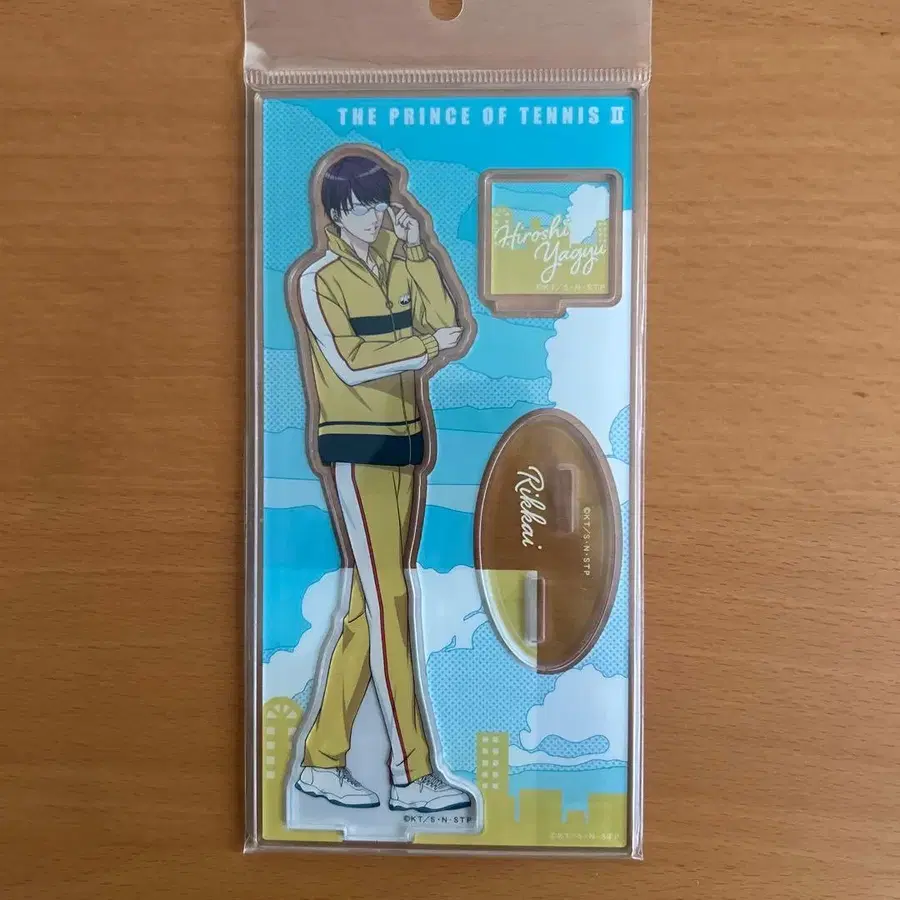 THE PRINCE OF TENNIS II
Hiroshi
Yagyu
©KT/S・N・STP
Rikkai
©KT/S・N・STP
©KT/S・N・STP
©KT/S・N・STP